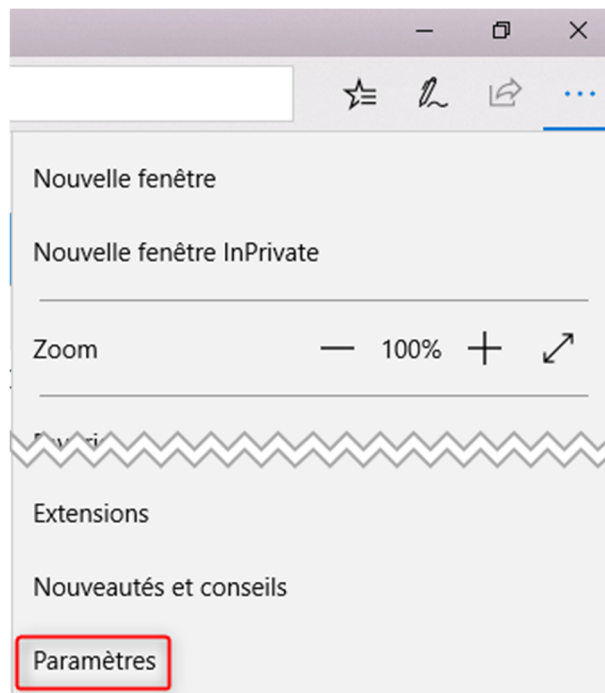 Nouvelle fenêtre
Nouvelle fenêtre InPrivate
Zoom 100%
Extensions
Nouveautés et conseils
Paramètres